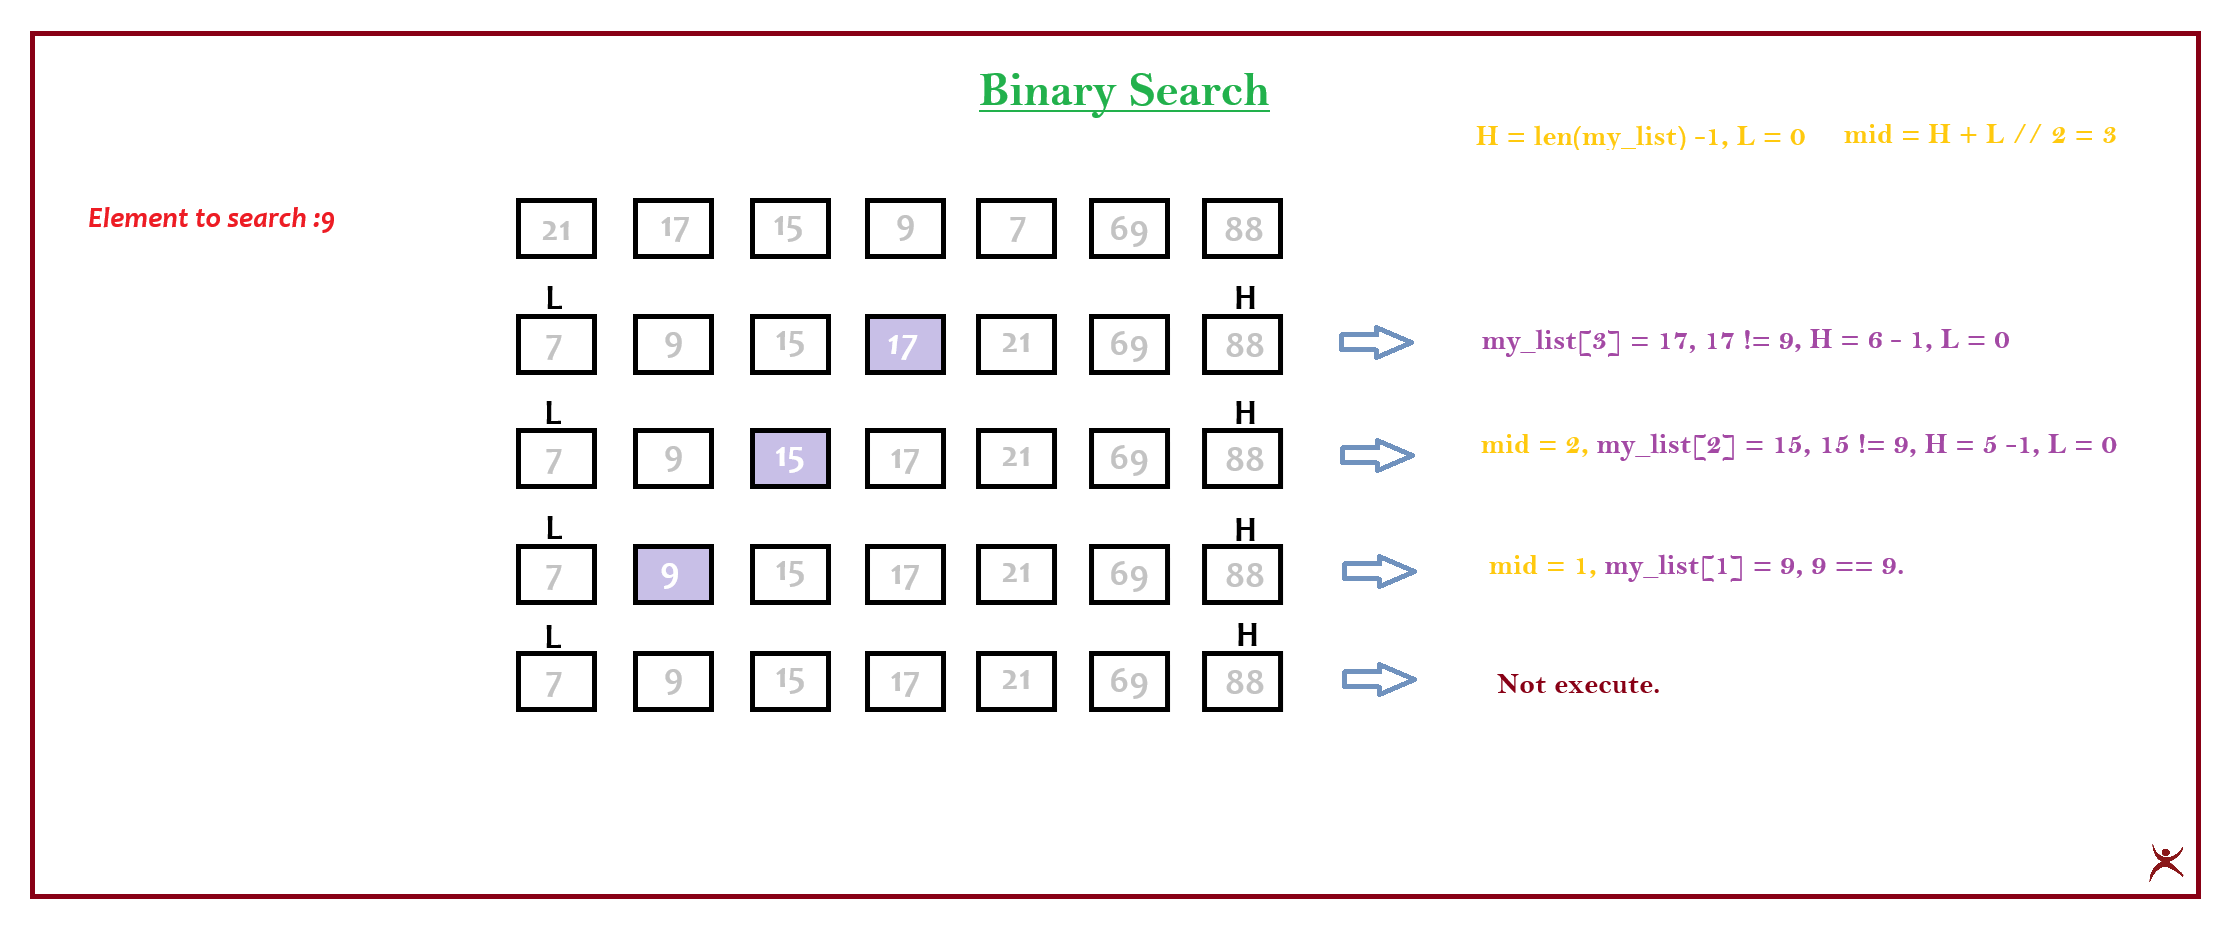 Binary Search
H = len(my_list) -1, L = 0 mid = H + L // 2 = 3
Element to search :9
21 17 15 9 7 69 88
L H
7 9 15 17 21 69 88
my_list[3] = 17, 17 != 9, H = 6 - 1, L = 0
L H
7 9 15 17 21 69 88
mid = 2, my_list[2] = 15, 15 != 9, H = 5 -1, L = 0
L H
7 9 15 17 21 69 88
mid = 1, my_list[1] = 9, 9 == 9.
L H
7 9 15 17 21 69 88
Not execute.